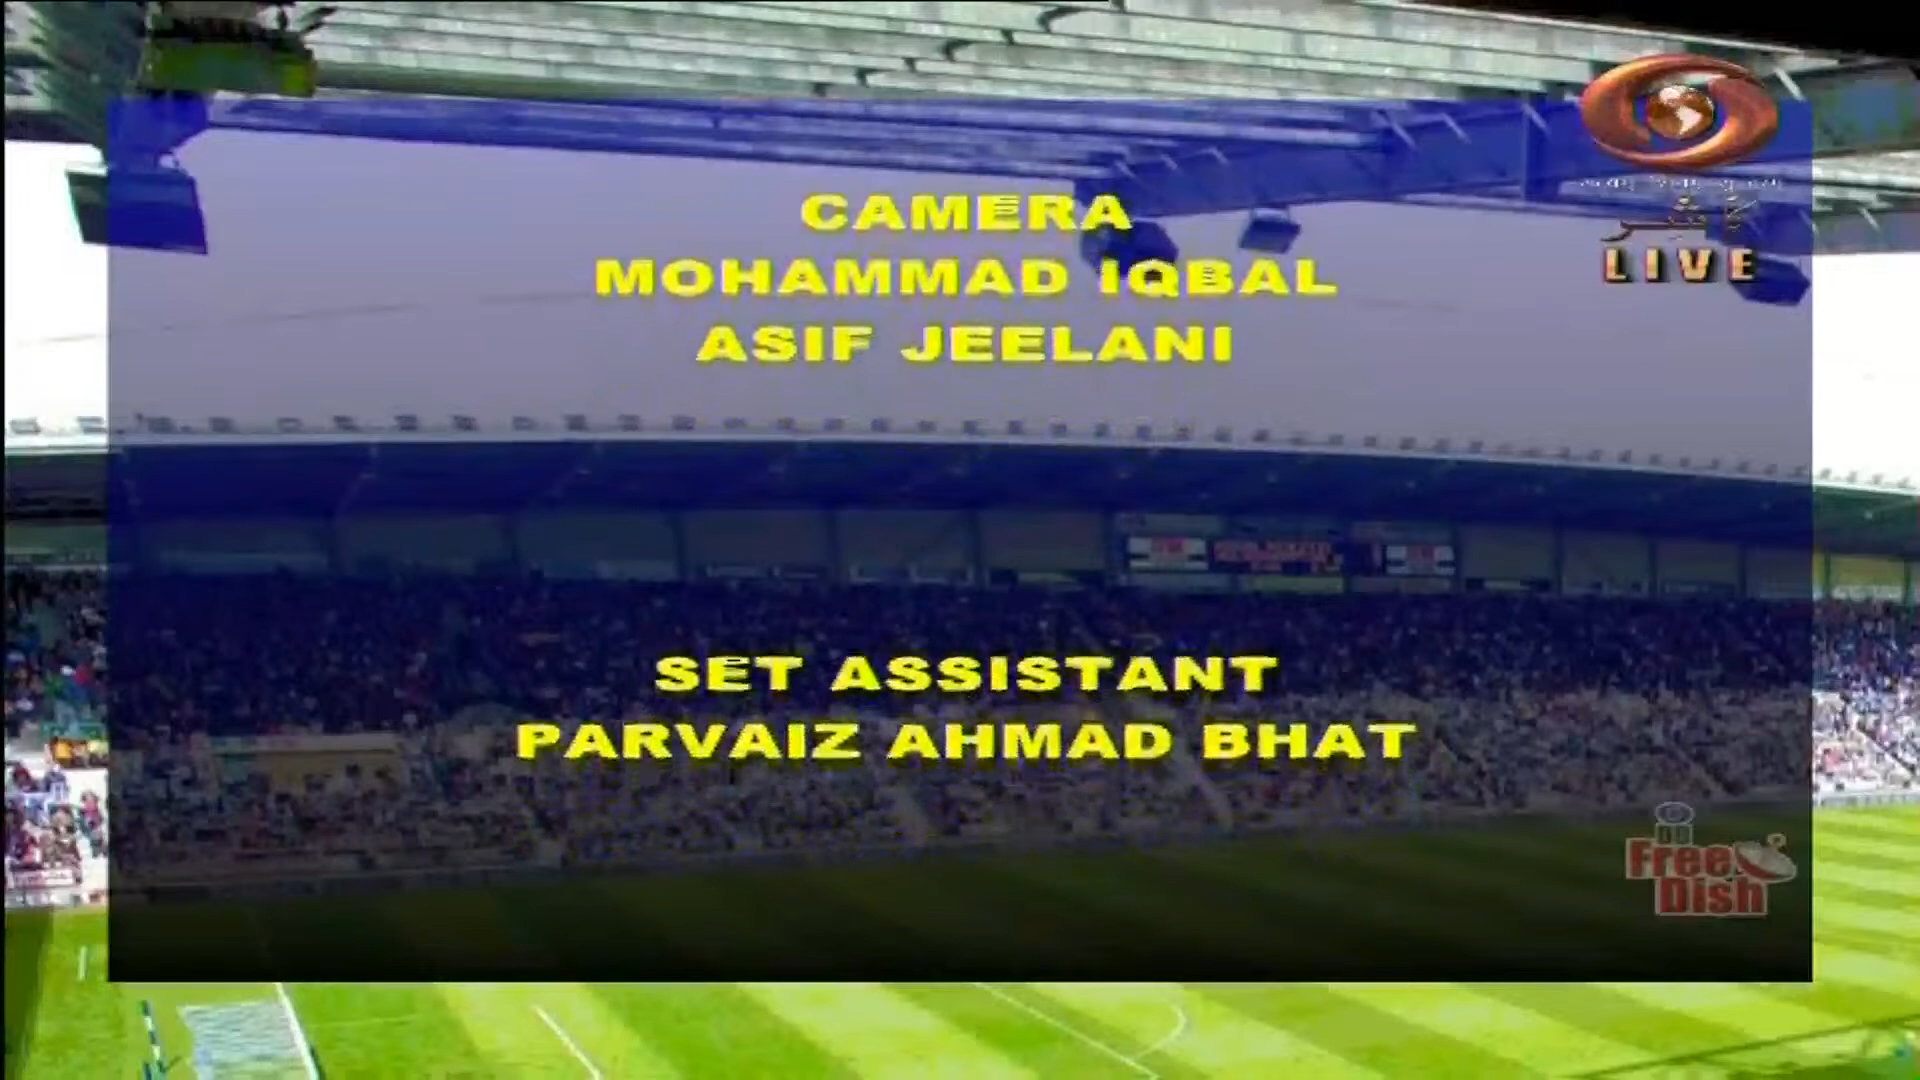 CAMERA
MOHAMMAD IQBAL
ASIF JEELANI
SET ASSISTANT
PARVAIZ AHMAD BHAT
LIVE
DD
Free
Dish